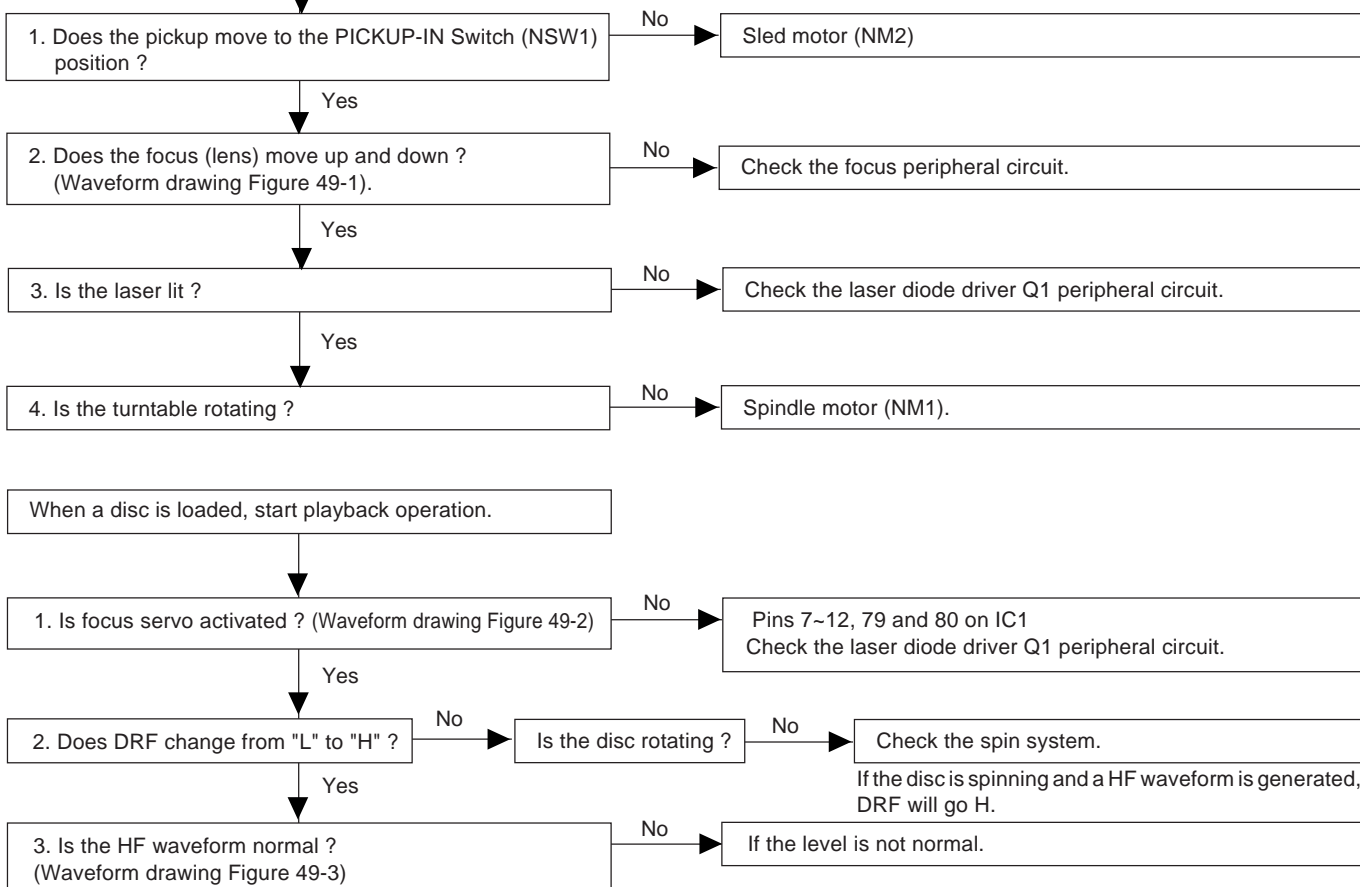 1. Does the pickup move to the PICKUP-IN Switch (NSW1)
position ?
No
Sled motor (NM2)
Yes
2. Does the focus (lens) move up and down ?
(Waveform drawing Figure 49-1).
No
Check the focus peripheral circuit.
Yes
3. Is the laser lit ?
No
Check the laser diode driver Q1 peripheral circuit.
Yes
4. Is the turntable rotating ?
No
Spindle motor (NM1).
When a disc is loaded, start playback operation.
1. Is focus servo activated ? (Waveform drawing Figure 49-2)
No
Pins 7~12, 79 and 80 on IC1
Check the laser diode driver Q1 peripheral circuit.
Yes
2. Does DRF change from "L" to "H" ?
No
Is the disc rotating ?
No
Check the spin system.
If the disc is spinning and a HF waveform is generated,
DRF will go H.
Yes
3. Is the HF waveform normal ?
(Waveform drawing Figure 49-3)
No
If the level is not normal.